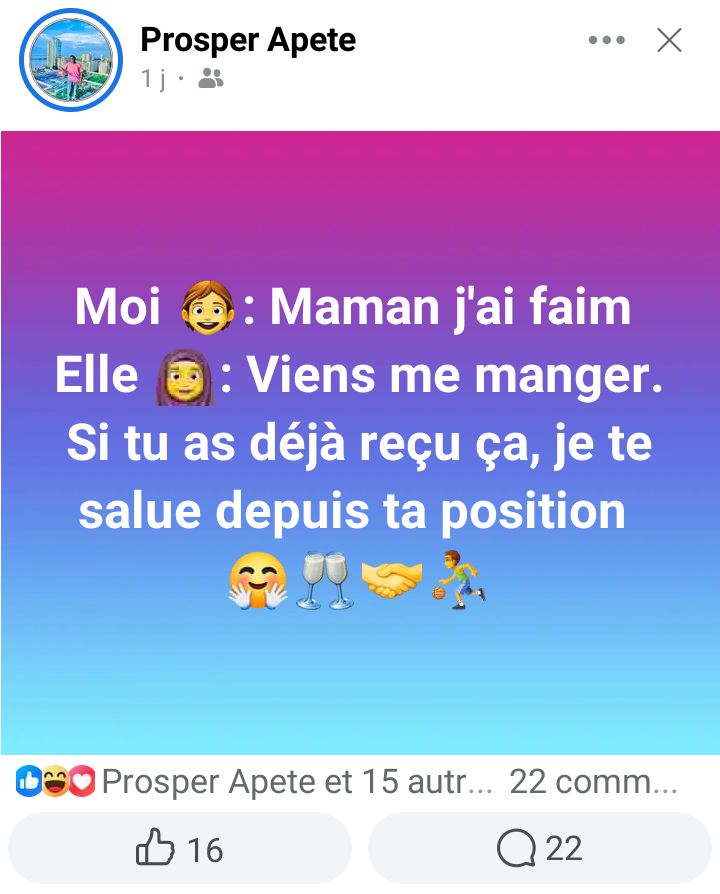 Prosper Apete
1 j
Moi 🧒: Maman j'ai faim
Elle 🧕: Viens me manger.
Si tu as déjà reçu ça, je te
salue depuis ta position
🤗🥂🤝⛹️‍♂️
Prosper Apete et 15 autr... 22 comm...
16 22